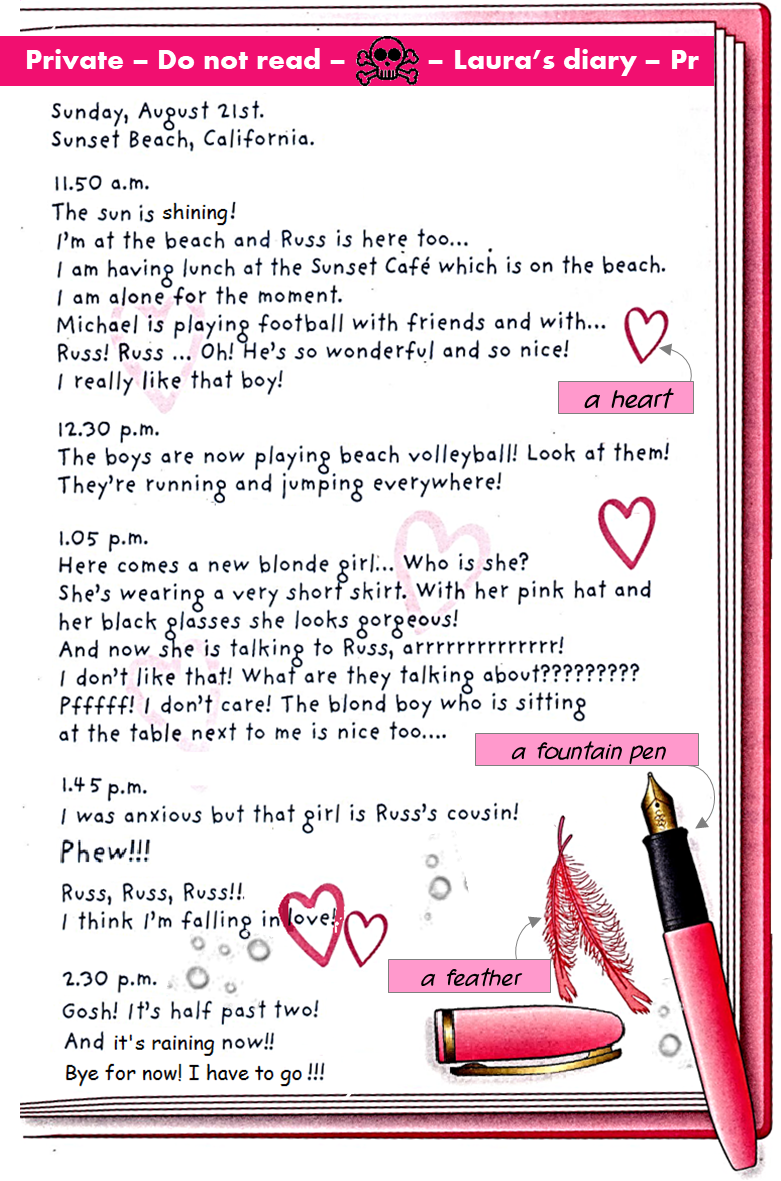 Private – Do not read – – Laura's diary – Pr
Sunday, August 21st.
Sunset Beach, California.
11.50 a.m.
The sun is shining!
I'm at the beach and Russ is here too...
I am having lunch at the Sunset Café which is on the beach.
I am alone for the moment.
Michael is playing football with friends and with...
Russ! Russ ... Oh! He's so wonderful and so nice!
I really like that boy!
a heart
12.30 p.m.
The boys are now playing beach volleyball! Look at them!
They're running and jumping everywhere!
1.05 p.m.
Here comes a new blonde girl... Who is she?
She's wearing a very short skirt. With her pink hat and
her black glasses she looks gorgeous!
And now she is talking to Russ, arrrrrrrrrrrrrr!
I don't like that! What are they talking about?????????
Pfffff! I don't care! The blond boy who is sitting
at the table next to me is nice too....
a fountain pen
1.45 p.m.
I was anxious but that girl is Russ's cousin!
Phew!!!
Russ, Russ, Russ!!
I think I'm falling in love!
a feather
2.30 p.m.
Gosh! It's half past two!
And it's raining now!!
Bye for now! I have to go !!!